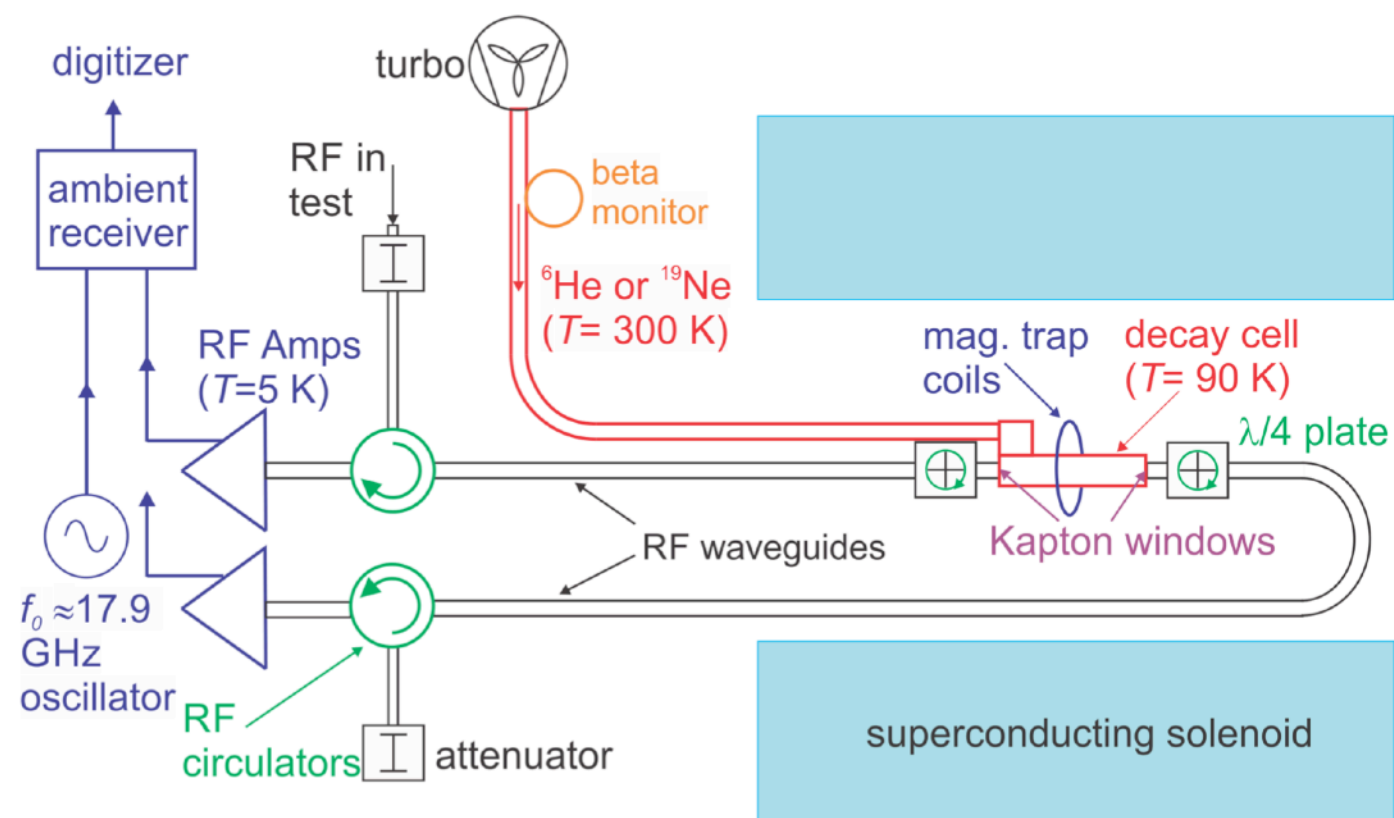 digitizer
turbo
RF in
test
beta
monitor
ambient
receiver
⁶He or ¹⁹Ne
(T= 300 K)
RF Amps
(T=5 K)
mag. trap
coils
decay cell
(T= 90 K)
λ/4 plate
RF waveguides
Kapton windows
f₀ ≈17.9
GHz
oscillator
RF
circulators
attenuator
superconducting solenoid